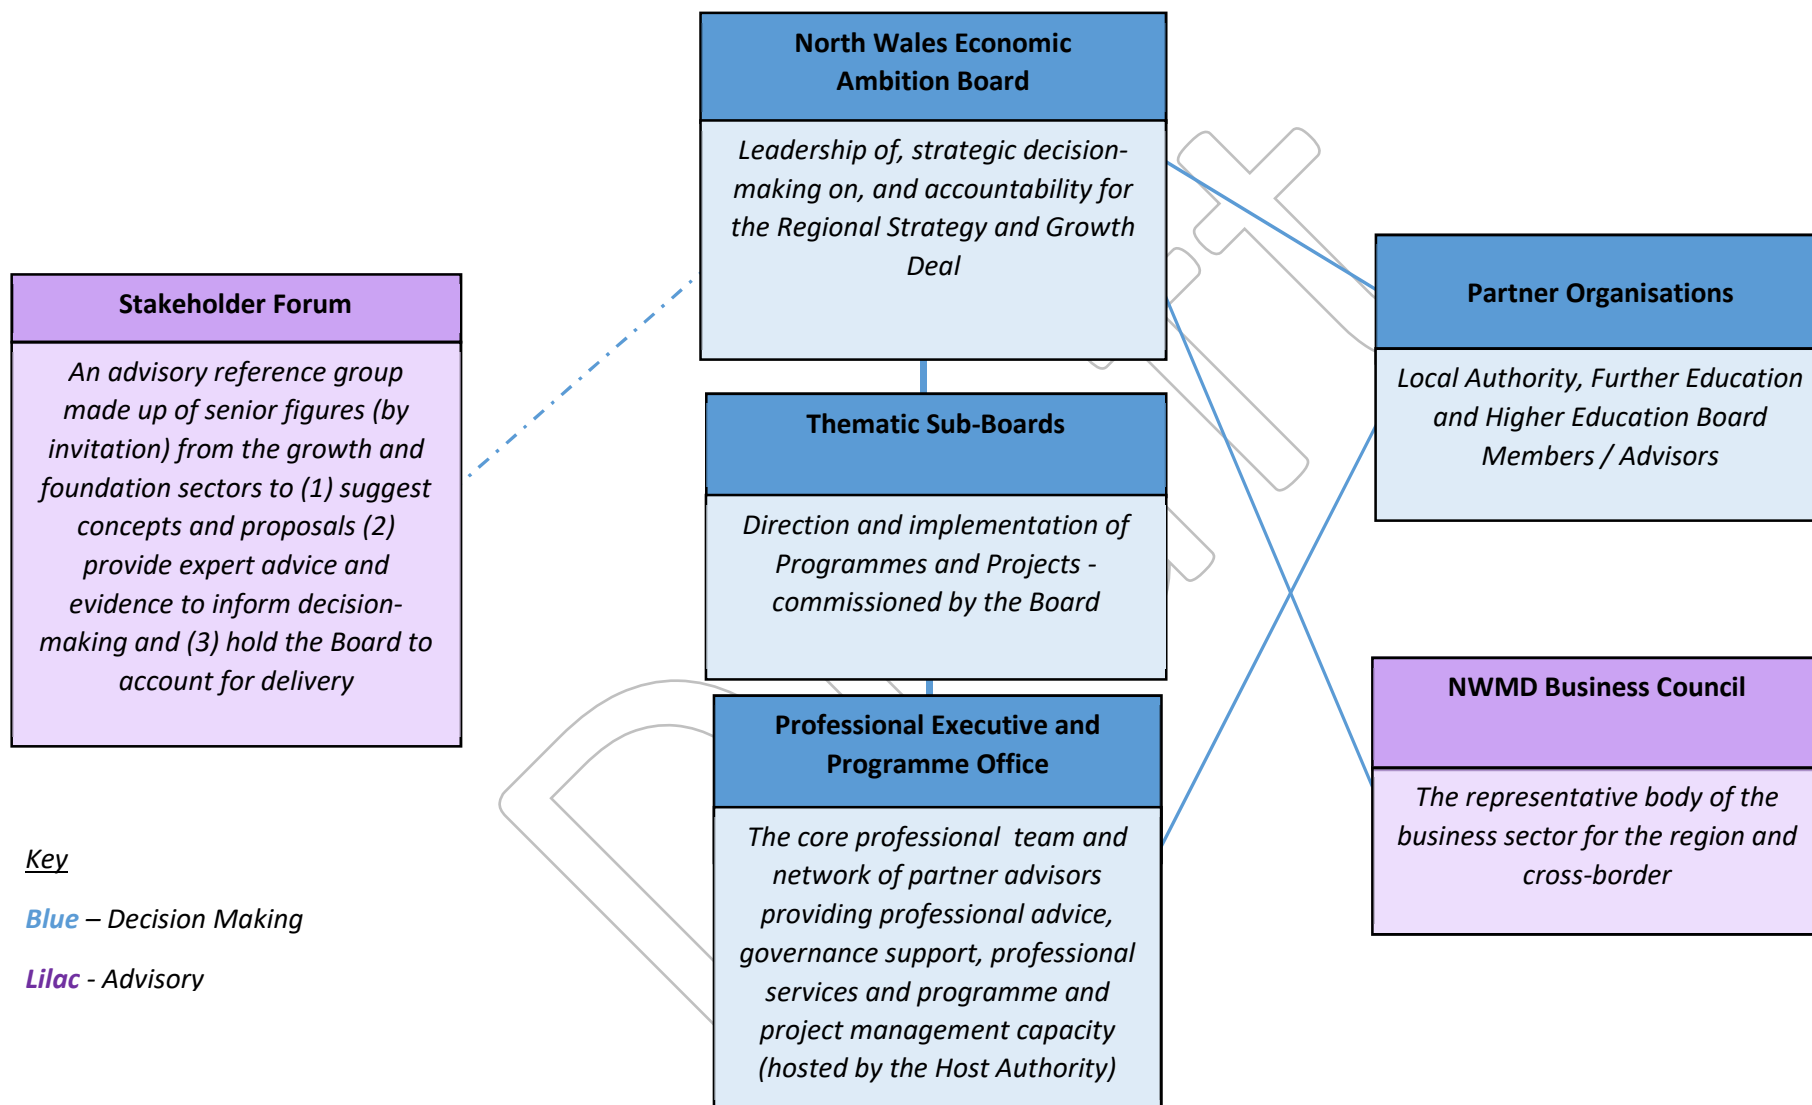 North Wales Economic
Ambition Board
Leadership of, strategic decision-
making on, and accountability for
the Regional Strategy and Growth
Deal
Stakeholder Forum
An advisory reference group
made up of senior figures (by
invitation) from the growth and
foundation sectors to (1) suggest
concepts and proposals (2)
provide expert advice and
evidence to inform decision-
making and (3) hold the Board to
account for delivery
Partner Organisations
Local Authority, Further Education
and Higher Education Board
Members / Advisors
Thematic Sub-Boards
Direction and implementation of
Programmes and Projects -
commissioned by the Board
NWMD Business Council
The representative body of the
business sector for the region and
cross-border
Professional Executive and
Programme Office
The core professional team and
network of partner advisors
providing professional advice,
governance support, professional
services and programme and
project management capacity
(hosted by the Host Authority)
Key
Blue – Decision Making
Lilac - Advisory